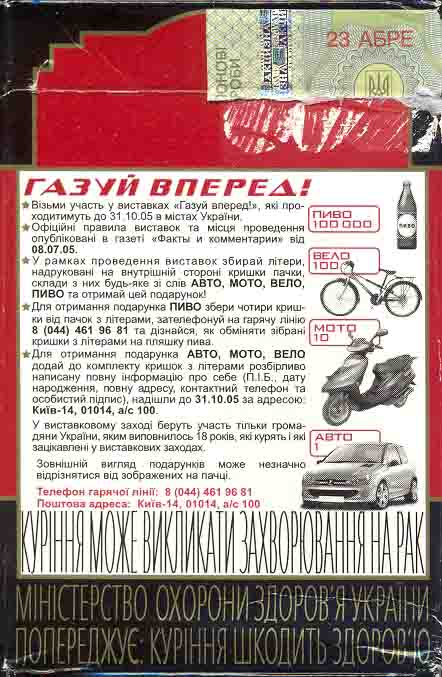 ЮНОВІ
РОБИ
23 АБРЕ
ГАЗУЙ ВПЕРЕД!
Візьми участь у виставках «Газуй вперед!», які про-
ходитимуть до 31.10.05 в містах України.
Офіційні правила виставок та місця проведення
опубліковані в газеті «Факты и комментарии» від
08.07.05.
У рамках проведення виставок збирай літери,
надруковані на внутрішній стороні кришки пачки,
склади з них будь-яке зі слів АВТО, МОТО, ВЕЛО,
ПИВО та отримай цей подарунок!
Для отримання подарунка ПИВО збери чотири криш-
ки від пачок з літерами, зателефонуй на гарячу лінію
8 (044) 461 96 81 та дізнайся, як обміняти зібрані
кришки з літерами на пляшку пива.
Для отримання подарунка АВТО, МОТО, ВЕЛО
додай до комплекту кришок з літерами розбірливо
написану повну інформацію про себе (П.І.Б., дату
народження, повну адресу, контактний телефон та
особистий підпис), надішли до 31.10.05 за адресою:
Київ-14, 01014, а/с 100.
У виставковому заході беруть участь тільки грома-
дяни України, яким виповнилось 18 років, які курять і які
зацікавлені у виставкових заходах.
Зовнішній вигляд подарунків може незначно
відрізнятися від зображених на пачці.
Телефон гарячої лінії: 8 (044) 461 96 81
Поштова адреса: Київ-14, 01014, а/с 100
ПИВО
100 000
ПИВО
ВЕЛО
100
МОТО
10
АВТО
1
КУРІННЯ МОЖЕ ВИКЛИКАТИ ЗАХВОРЮВАННЯ НА РАК
МІНІСТЕРСТВО ОХОРОНИ ЗДОРОВ'Я УКРАЇНИ
ПОПЕРЕДЖУЄ: КУРІННЯ ШКОДИТЬ ЗДОРОВ'Ю